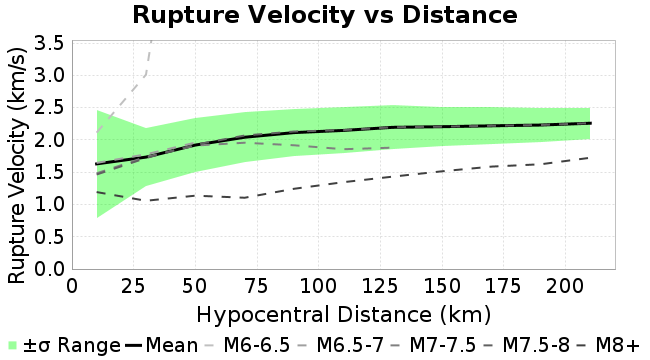 Rupture Velocity vs Distance
Rupture Velocity (km/s)
3.5
3.0
2.5
2.0
1.5
1.0
0.5
0.0
0 25 50 75 100 125 150 175 200
Hypocentral Distance (km)
±σ Range Mean M6-6.5 M6.5-7 M7-7.5 M7.5-8 M8+